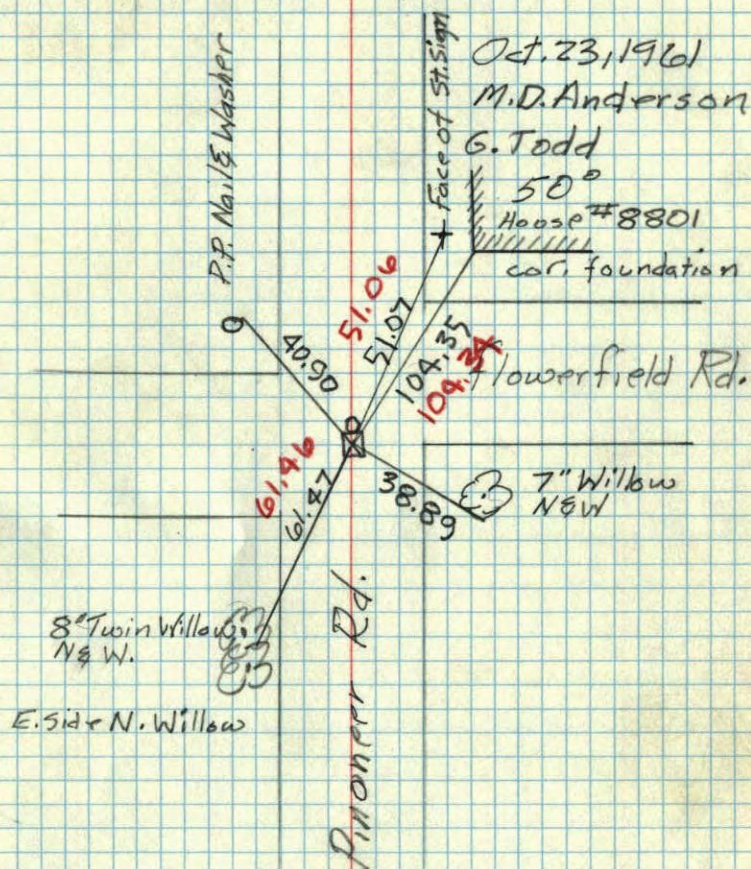 Oct. 23, 1961
M.D. Anderson
G. Todd
50°
House #8801
cor. foundation
Face of St. Sign
P.P. Nail & Washer
51.06
51.07
40.90
104.35
104.34
Flowerfield Rd.
61.46
61.47
38.89
7" Willow
N&W
8" Twin Willow
N&W.
E. Side N. Willow
Pinoneer Rd.